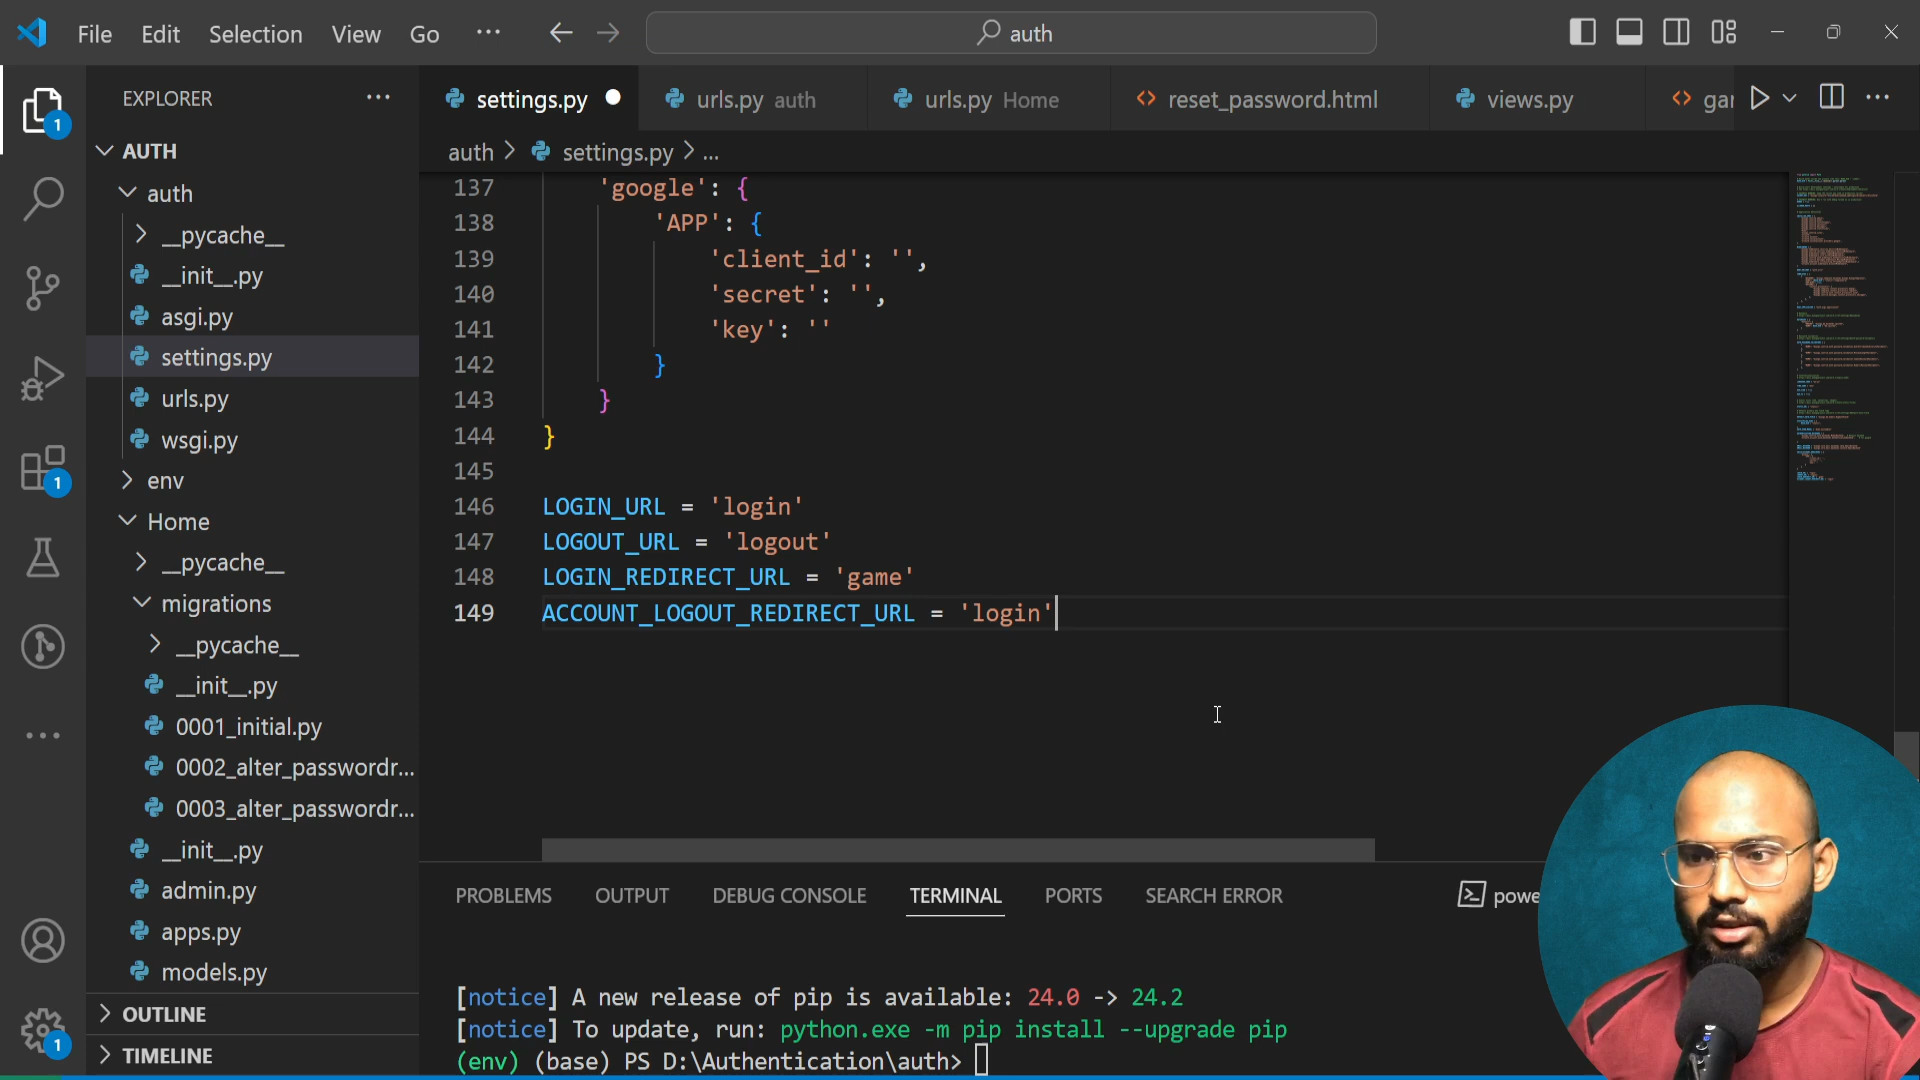 File Edit Selection View Go ··· auth
EXPLORER ···
AUTH
auth
__pycache__
__init__.py
asgi.py
settings.py
urls.py
wsgi.py
env
Home
__pycache__
migrations
__pycache__
__init__.py
0001_initial.py
0002_alter_passwordr...
0003_alter_passwordr...
__init__.py
admin.py
apps.py
models.py
OUTLINE
TIMELINE
1
1
1
settings.py urls.py auth urls.py Home reset_password.html views.py gar
auth > settings.py > ...
137 'google': {
138 'APP': {
139 'client_id': '',
140 'secret': '',
141 'key': ''
142 }
143 }
144 }
145
146 LOGIN_URL = 'login'
147 LOGOUT_URL = 'logout'
148 LOGIN_REDIRECT_URL = 'game'
149 ACCOUNT_LOGOUT_REDIRECT_URL = 'login'
PROBLEMS OUTPUT DEBUG CONSOLE TERMINAL PORTS SEARCH ERROR powe
[notice] A new release of pip is available: 24.0 -> 24.2
[notice] To update, run: python.exe -m pip install --upgrade pip
(env) (base) PS D:\Authentication\auth>